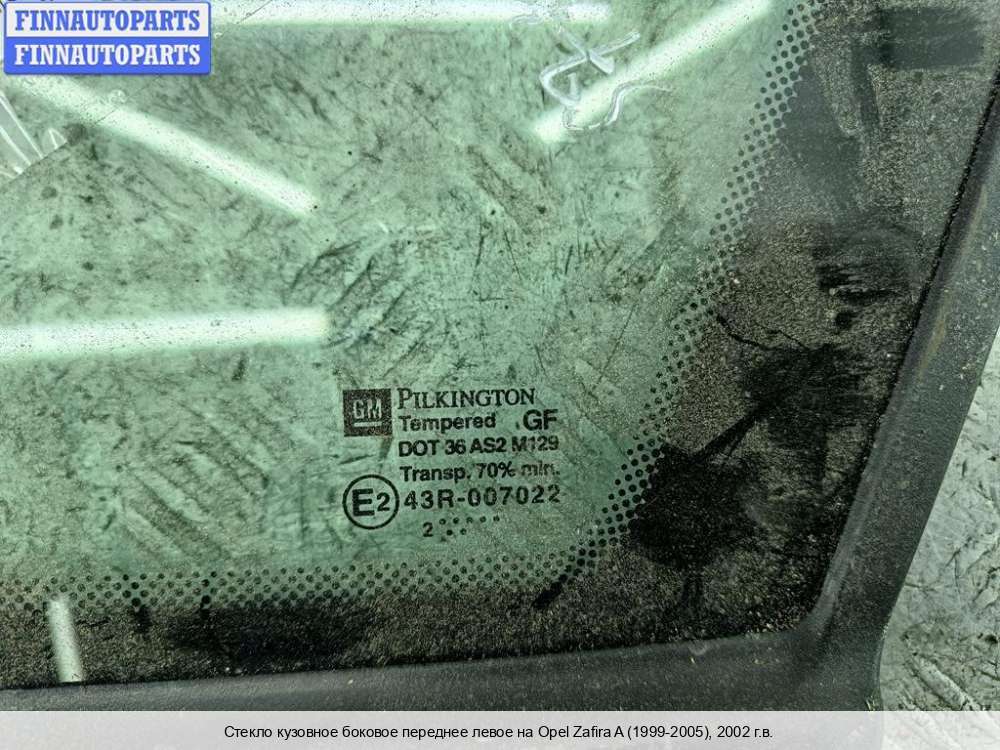 FINNAUTOPARTS
FINNAUTOPARTS
GM PILKINGTON
Tempered .GF
DOT 36 AS2 M129
Transp. 70% min.
E2 43R-007022
2
Стекло кузовное боковое переднее левое на Opel Zafira A (1999-2005), 2002 г.в.